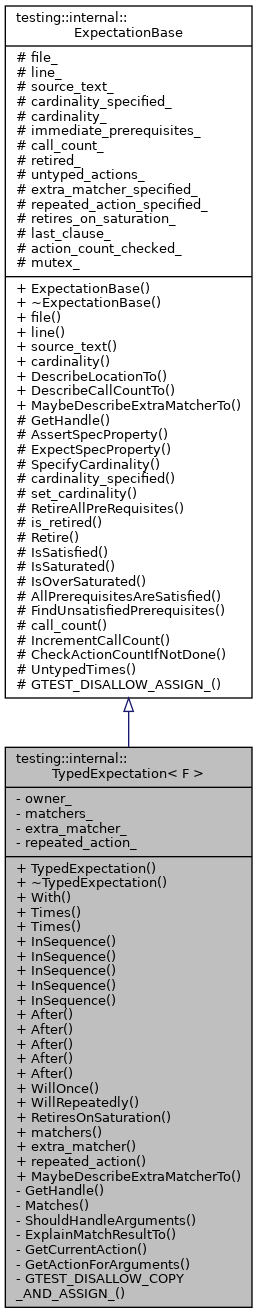 testing::internal::
ExpectationBase
# file_
# line_
# source_text_
# cardinality_specified_
# cardinality_
# immediate_prerequisites_
# call_count_
# retired_
# untyped_actions_
# extra_matcher_specified_
# repeated_action_specified_
# retires_on_saturation_
# last_clause_
# action_count_checked_
# mutex_
+ ExpectationBase()
+ ~ExpectationBase()
+ file()
+ line()
+ source_text()
+ cardinality()
+ DescribeLocationTo()
+ DescribeCallCountTo()
+ MaybeDescribeExtraMatcherTo()
# GetHandle()
# AssertSpecProperty()
# ExpectSpecProperty()
# SpecifyCardinality()
# cardinality_specified()
# set_cardinality()
# RetireAllPreRequisites()
# is_retired()
# Retire()
# IsSatisfied()
# IsSaturated()
# IsOverSaturated()
# AllPrerequisitesAreSatisfied()
# FindUnsatisfiedPrerequisites()
# call_count()
# IncrementCallCount()
# CheckActionCountIfNotDone()
# UntypedTimes()
# GTEST_DISALLOW_ASSIGN_()
testing::internal::
TypedExpectation< F >
- owner_
- matchers_
- extra_matcher_
- repeated_action_
+ TypedExpectation()
+ ~TypedExpectation()
+ With()
+ Times()
+ Times()
+ InSequence()
+ InSequence()
+ InSequence()
+ InSequence()
+ InSequence()
+ After()
+ After()
+ After()
+ After()
+ After()
+ WillOnce()
+ WillRepeatedly()
+ RetiresOnSaturation()
+ matchers()
+ extra_matcher()
+ repeated_action()
+ MaybeDescribeExtraMatcherTo()
- GetHandle()
- Matches()
- ShouldHandleArguments()
- ExplainMatchResultTo()
- GetCurrentAction()
- GetActionForArguments()
- GTEST_DISALLOW_COPY
_AND_ASSIGN_()